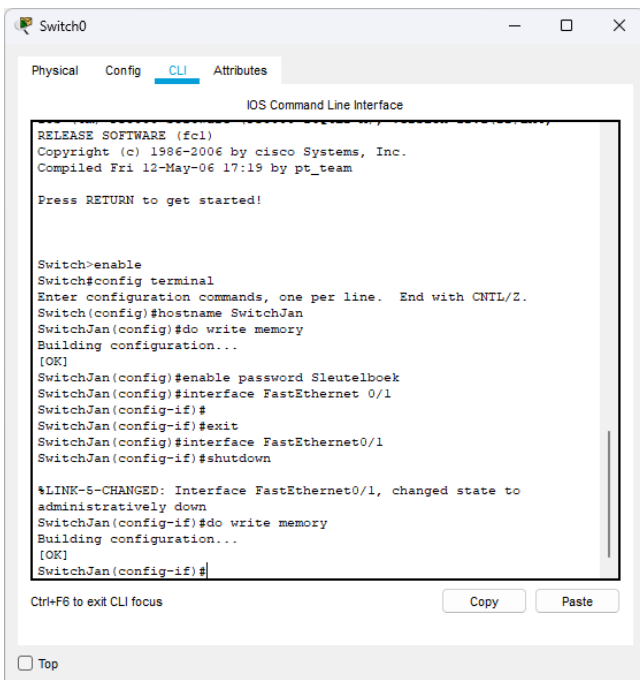 Switch0
Physical Config CLI Attributes
IOS Command Line Interface
RELEASE SOFTWARE (fc1)
Copyright (c) 1986-2006 by cisco Systems, Inc.
Compiled Fri 12-May-06 17:19 by pt_team
Press RETURN to get started!
Switch>enable
Switch#config terminal
Enter configuration commands, one per line. End with CNTL/Z.
Switch(config)#hostname SwitchJan
SwitchJan(config)#do write memory
Building configuration...
[OK]
SwitchJan(config)#enable password Sleutelboek
SwitchJan(config)#interface FastEthernet 0/1
SwitchJan(config-if)#
SwitchJan(config-if)#exit
SwitchJan(config)#interface FastEthernet0/1
SwitchJan(config-if)#shutdown
%LINK-5-CHANGED: Interface FastEthernet0/1, changed state to
administratively down
SwitchJan(config-if)#do write memory
Building configuration...
[OK]
SwitchJan(config-if)#
Ctrl+F6 to exit CLI focus
Copy Paste
Top